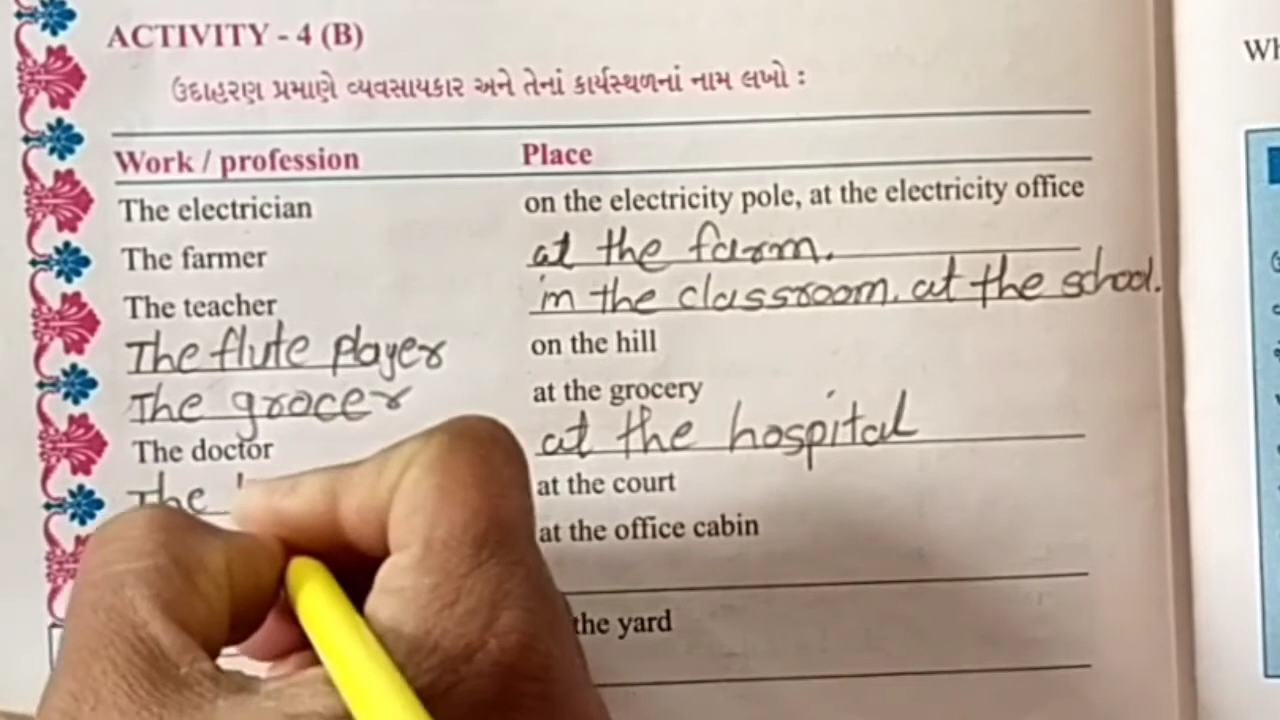 ACTIVITY - 4 (B)
ઉદાહરણ પ્રમાણે વ્યવસાયકાર અને તેનાં કાર્યસ્થળનાં નામ લખો :
Work / profession Place
The electrician on the electricity pole, at the electricity office
The farmer at the farm.
The teacher in the classroom. at the school.
The flute player on the hill
The grocer at the grocery
The doctor at the hospital
The at the court
at the office cabin
the yard